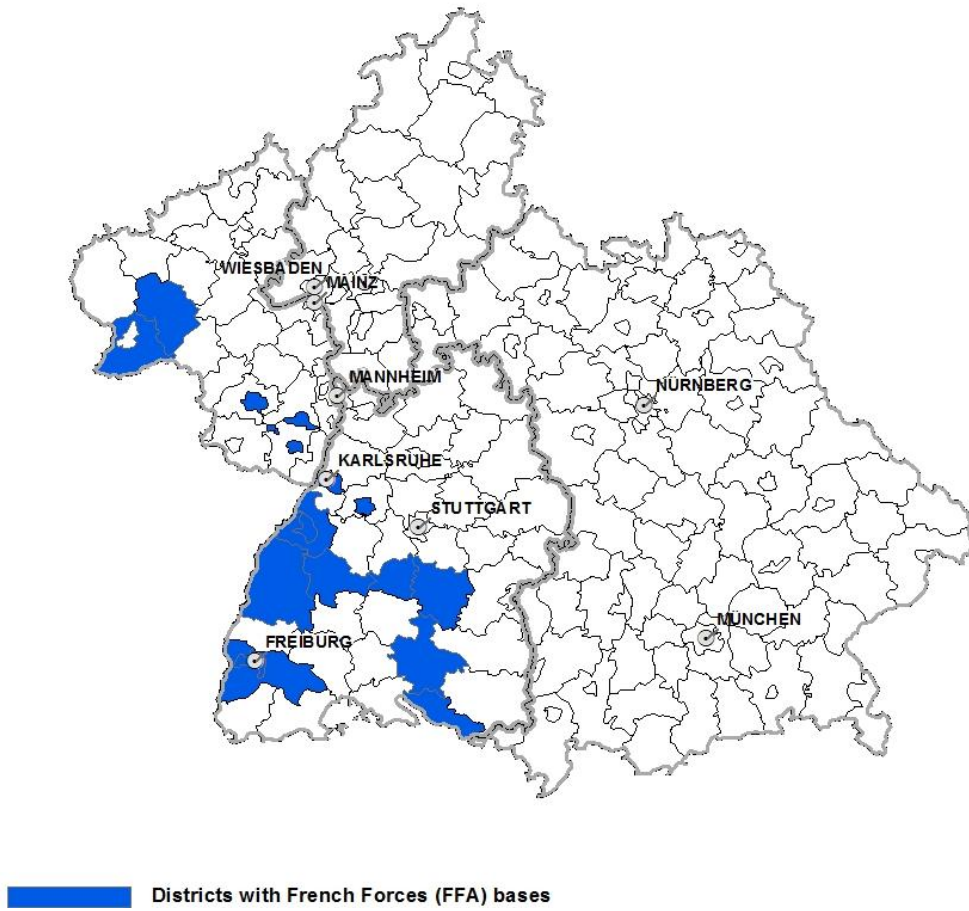 WIESBADEN
MAINZ
MANNHEIM
NÜRNBERG
KARLSRUHE
STUTTGART
MÜNCHEN
FREIBURG
Districts with French Forces (FFA) bases